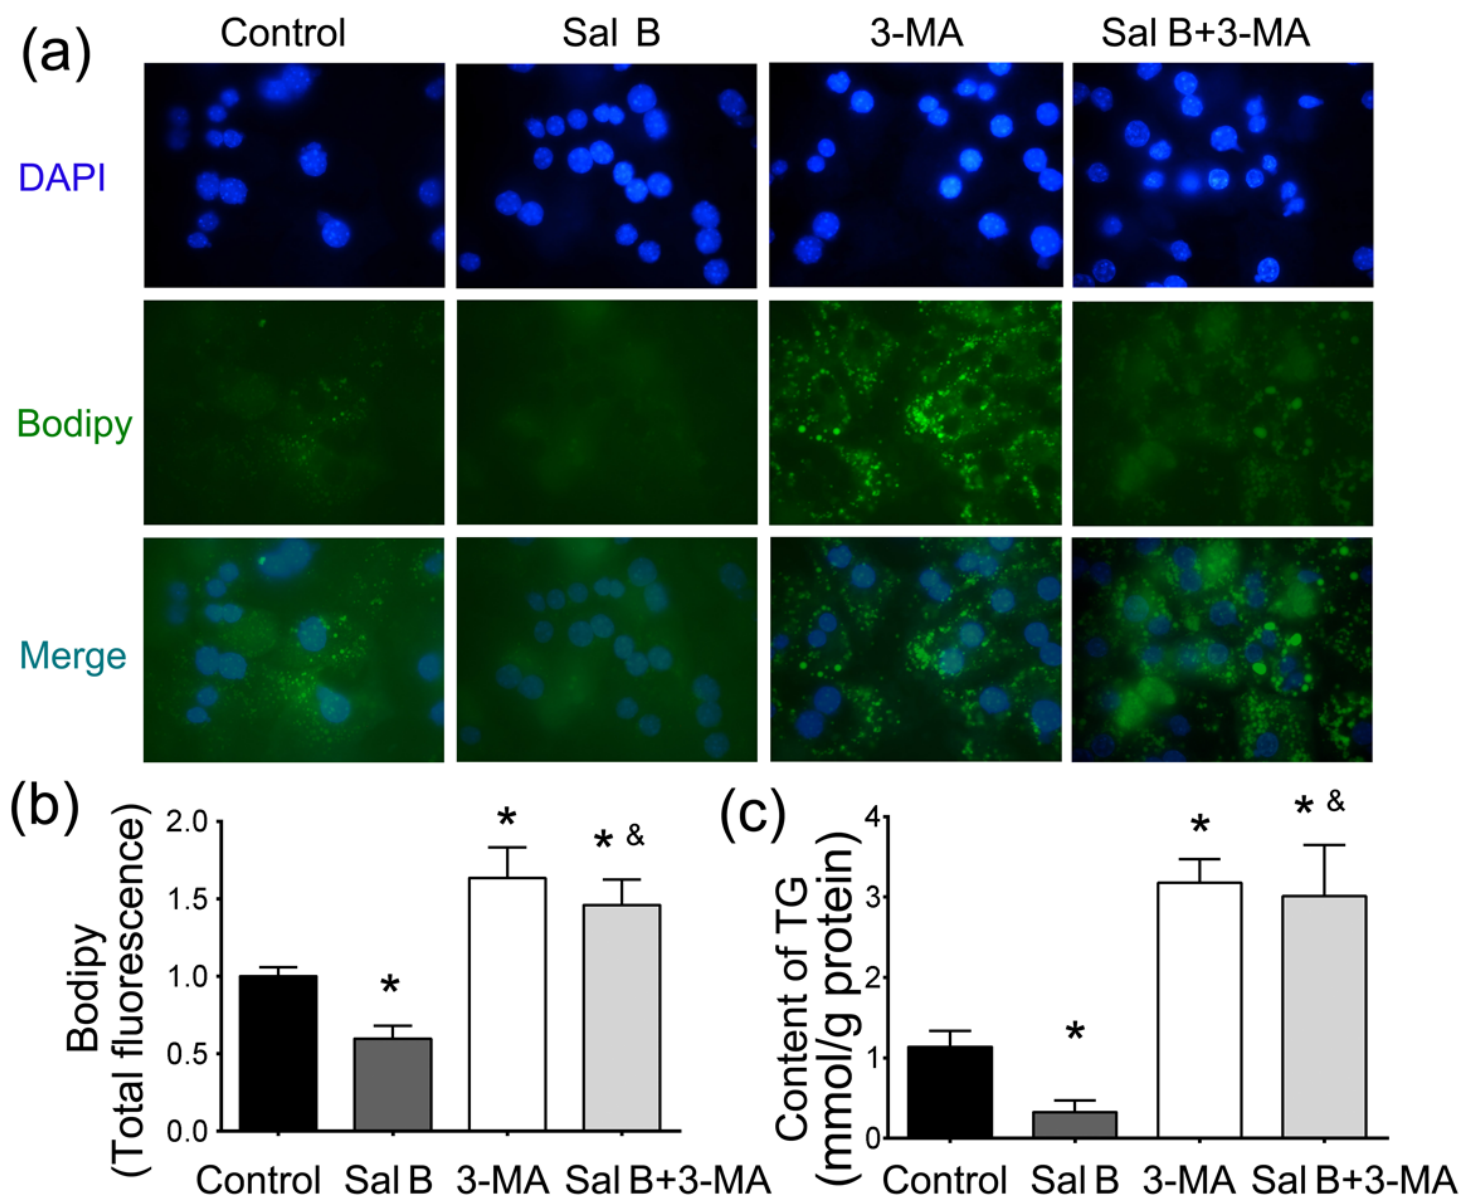 (a)
Control Sal B 3-MA Sal B+3-MA
DAPI
Bodipy
Merge
(b)
Bodipy
(Total fluorescence)
2.0
1.5
1.0
0.5
0.0
*
*
* &
Control Sal B 3-MA Sal B+3-MA
(c)
Content of TG
(mmol/g protein)
4
3
2
1
0
*
*
* &
Control Sal B 3-MA Sal B+3-MA